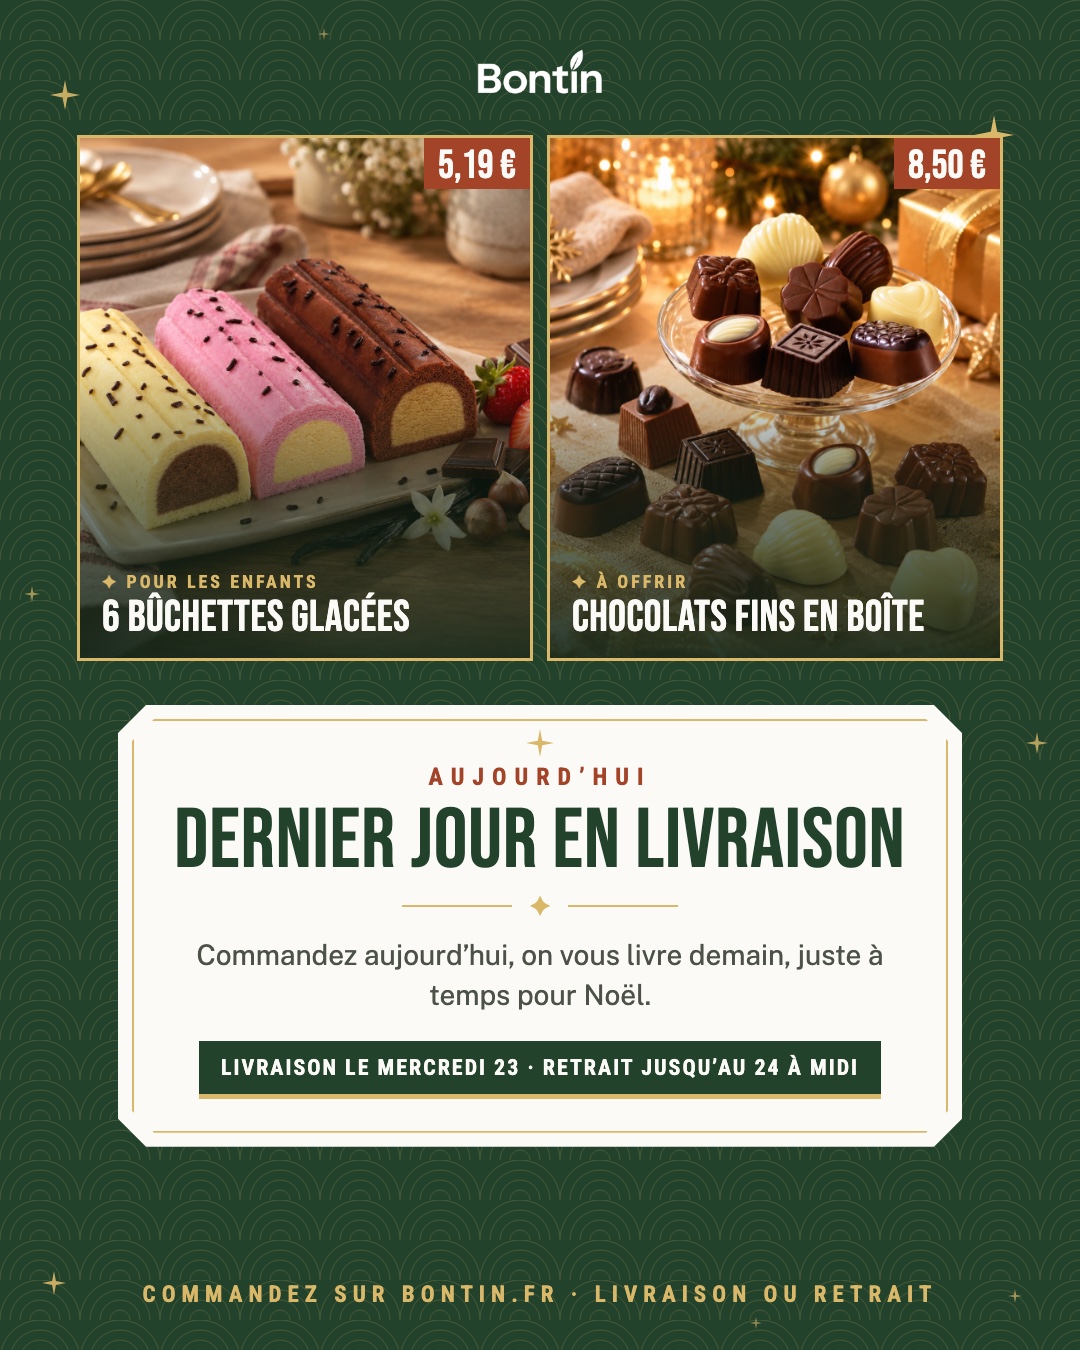 Bontin
5,19 €
POUR LES ENFANTS
6 BÛCHETTES GLACÉES
8,50 €
À OFFRIR
CHOCOLATS FINS EN BOÎTE
AUJOURD’HUI
DERNIER JOUR EN LIVRAISON
Commandez aujourd’hui, on vous livre demain, juste à
temps pour Noël.
LIVRAISON LE MERCREDI 23 · RETRAIT JUSQU’AU 24 À MIDI
COMMANDEZ SUR BONTIN.FR · LIVRAISON OU RETRAIT